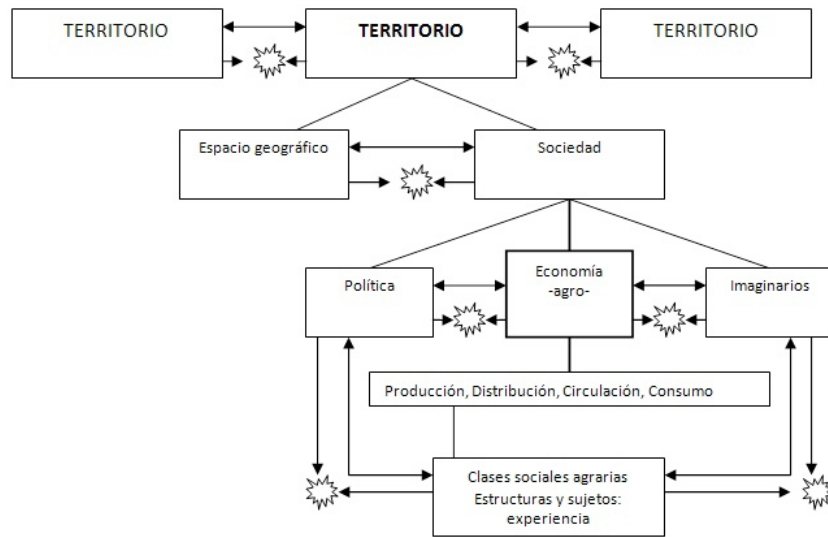 TERRITORIO
TERRITORIO
TERRITORIO
Espacio geográfico
Sociedad
Política
Economía
-agro-
Imaginarios
Producción, Distribución, Circulación, Consumo
Clases sociales agrarias
Estructuras y sujetos:
experiencia